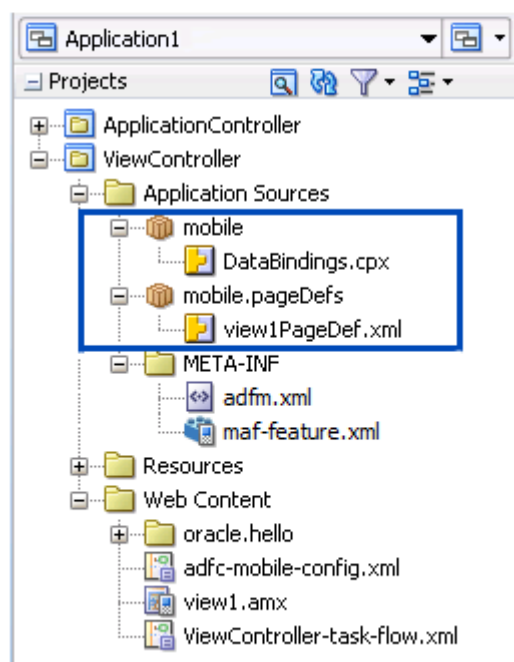 Application1
Projects
ApplicationController
ViewController
Application Sources
mobile
DataBindings.cpx
mobile.pageDefs
view1PageDef.xml
META-INF
adfm.xml
maf-feature.xml
Resources
Web Content
oracle.hello
adfc-mobile-config.xml
view1.amx
ViewController-task-flow.xml